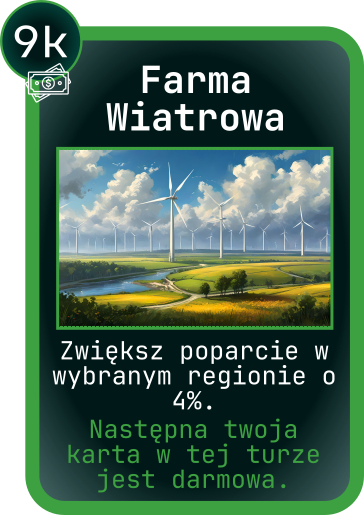 9k
Farma
Wiatrowa
Zwiększ poparcie w
wybranym regionie o
4%.
Następna twoja
karta w tej turze
jest darmowa.